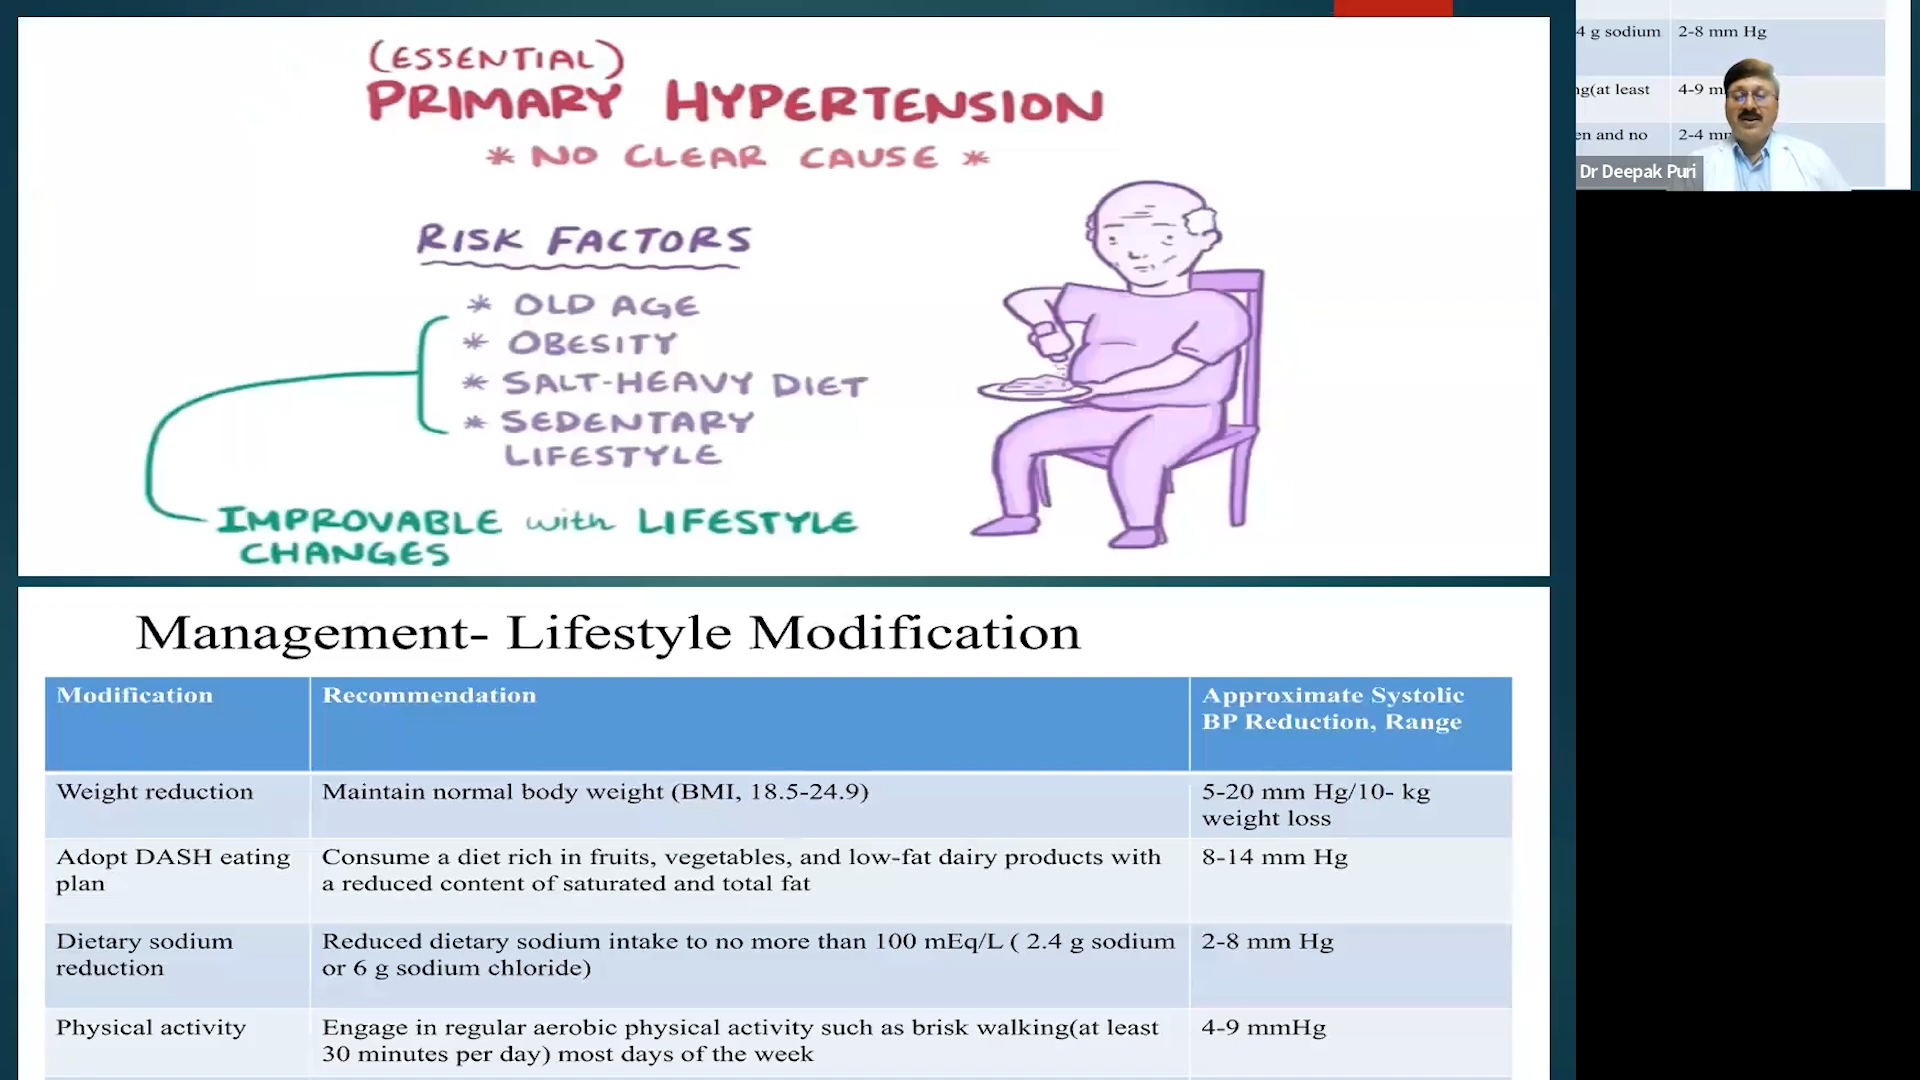 (ESSENTIAL)
PRIMARY HYPERTENSION
* NO CLEAR CAUSE *
RISK FACTORS
* OLD AGE
* OBESITY
* SALT-HEAVY DIET
* SEDENTARY
LIFESTYLE
IMPROVABLE with LIFESTYLE
CHANGES
Management- Lifestyle Modification
Modification
Recommendation
Approximate Systolic
BP Reduction, Range
Weight reduction
Maintain normal body weight (BMI, 18.5-24.9)
5-20 mm Hg/10- kg
weight loss
Adopt DASH eating
plan
Consume a diet rich in fruits, vegetables, and low-fat dairy products with
a reduced content of saturated and total fat
8-14 mm Hg
Dietary sodium
reduction
Reduced dietary sodium intake to no more than 100 mEq/L ( 2.4 g sodium
or 6 g sodium chloride)
2-8 mm Hg
Physical activity
Engage in regular aerobic physical activity such as brisk walking(at least
30 minutes per day) most days of the week
4-9 mmHg
4 g sodium
2-8 mm Hg
(at least
4-9
and no
2-4
Dr Deepak Puri